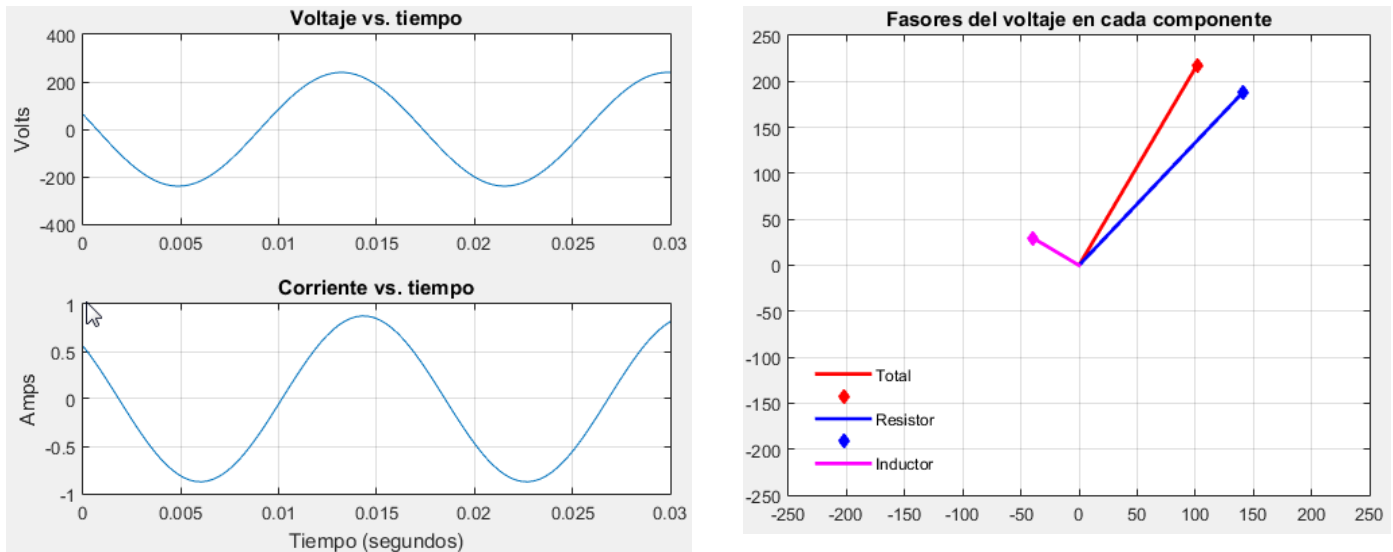 Voltaje vs. tiempo
400
200
0
-200
-400
Volts
0 0.005 0.01 0.015 0.02 0.025 0.03
Corriente vs. tiempo
1
0.5
0
-0.5
-1
Amps
0 0.005 0.01 0.015 0.02 0.025 0.03
Tiempo (segundos)
Fasores del voltaje en cada componente
250
200
150
100
50
0
-50
-100
-150
-200
-250
Total
Resistor
Inductor
-250 -200 -150 -100 -50 0 50 100 150 200 250